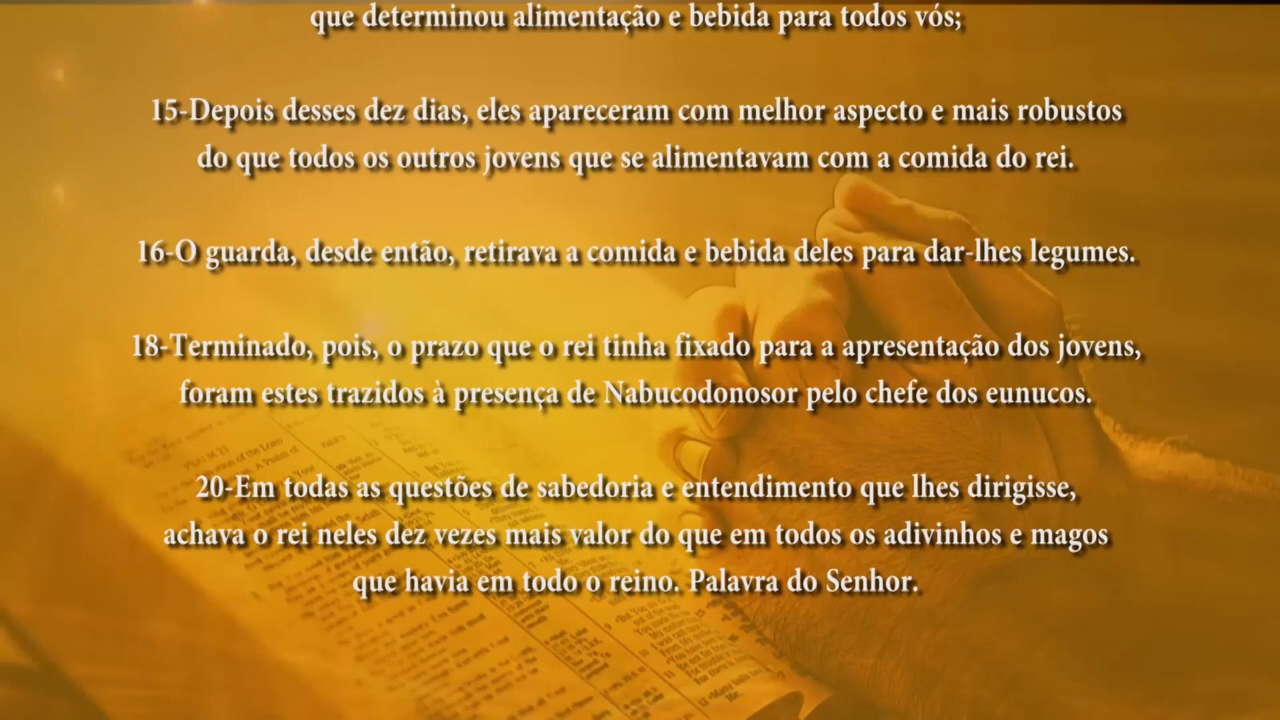 que determinou alimentação e bebida para todos vós;
15-Depois desses dez dias, eles apareceram com melhor aspecto e mais robustos
do que todos os outros jovens que se alimentavam com a comida do rei.
16-O guarda, desde então, retirava a comida e bebida deles para dar-lhes legumes.
18-Terminado, pois, o prazo que o rei tinha fixado para a apresentação dos jovens,
foram estes trazidos à presença de Nabucodonosor pelo chefe dos eunucos.
20-Em todas as questões de sabedoria e entendimento que lhes dirigisse,
achava o rei neles dez vezes mais valor do que em todos os adivinhos e magos
que havia em todo o reino. Palavra do Senhor.